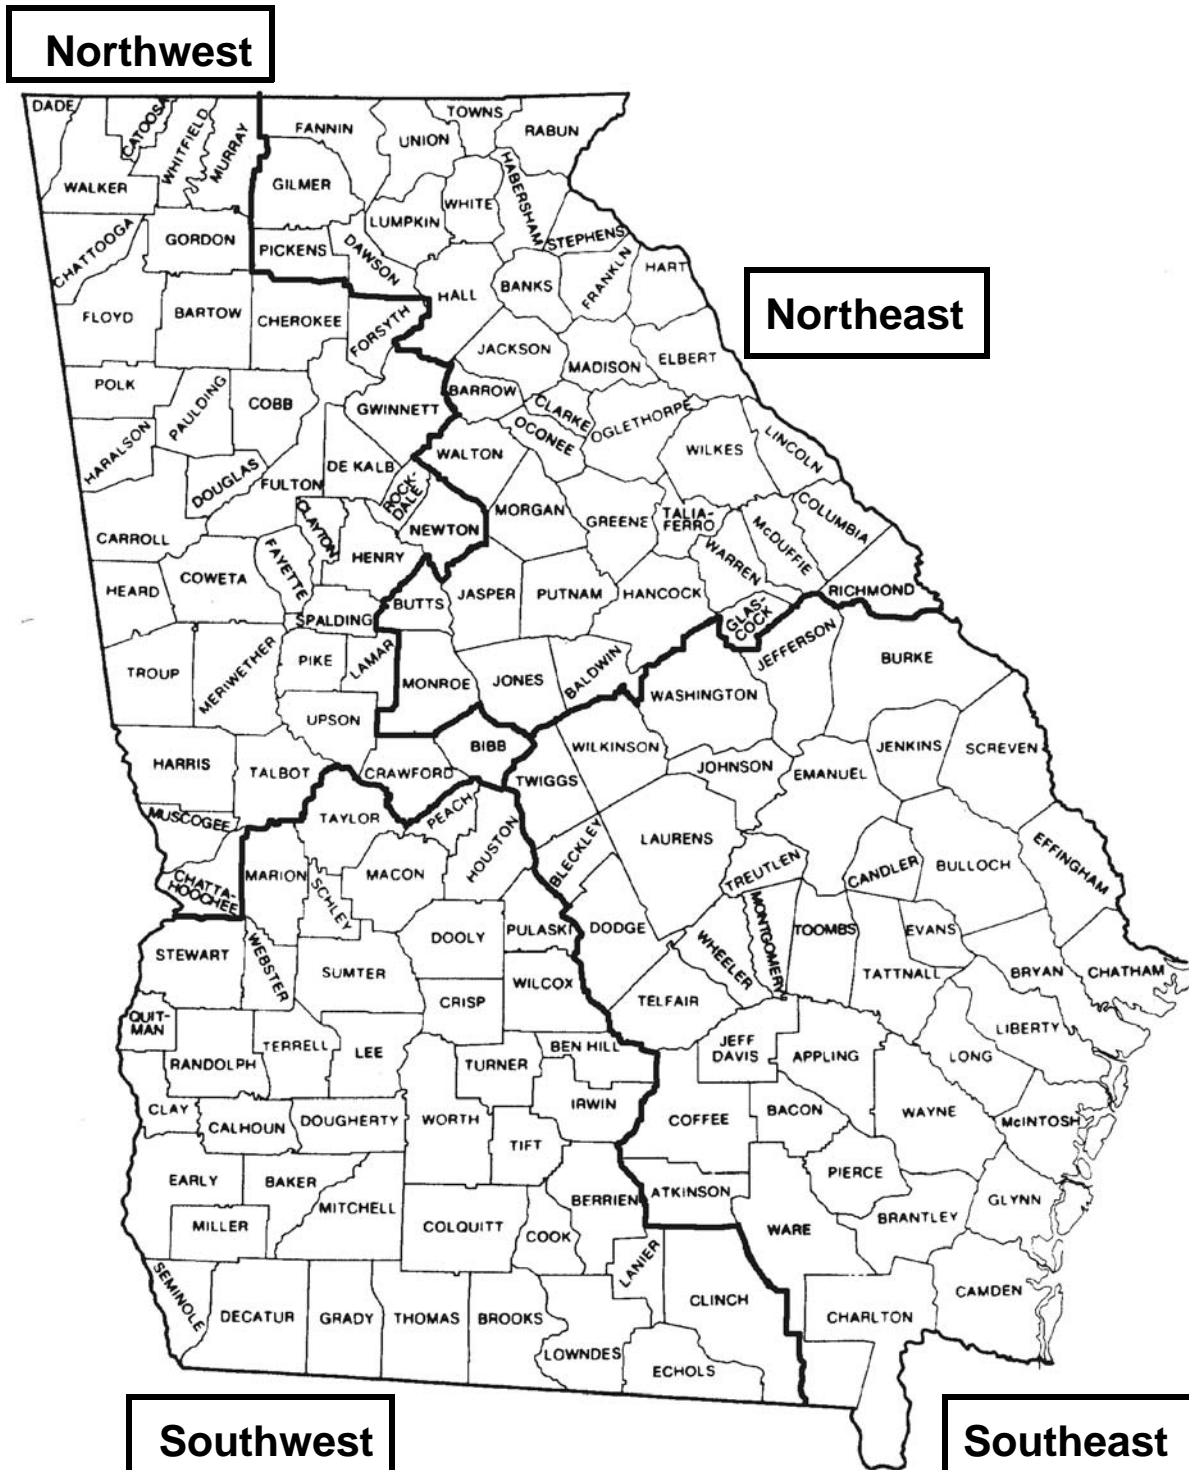 Northwest
DADE
CATOOSA
WHITFIELD
MURRAY
FANNIN
UNION
TOWNS
RABUN
WALKER
GILMER
LUMPKIN
WHITE
HABERSHAM
STEPHENS
CHATTOOGA
GORDON
PICKENS
DAWSON
HALL
BANKS
FRANKLN
HART
Northeast
FLOYD
BARTOW
CHEROKEE
FORSYTH
JACKSON
MADISON
ELBERT
POLK
PAULDING
COBB
GWINNETT
BARROW
CLARKE
OCONEE
OGLETHORPE
HARALSON
DOUGLAS
FULTON
DE KALB
ROCK-
DALE
WALTON
WILKES
LINCOLN
CARROLL
CLAYTON
HENRY
NEWTON
MORGAN
GREENE
TALIA-
FERRO
WARREN
McDUFFIE
COLUMBIA
HEARD
COWETA
FAYETTE
SPALDING
BUTTS
JASPER
PUTNAM
HANCOCK
GLAS-
COCK
RICHMOND
TROUP
MERIWETHER
PIKE
LAMAR
MONROE
JONES
BALDWIN
WASHINGTON
JEFFERSON
BURKE
UPSON
HARRIS
TALBOT
CRAWFORD
BIBB
TWIGGS
WILKINSON
JOHNSON
EMANUEL
JENKINS
SCREVEN
MUSCOGEE
TAYLOR
PEACH
HOUSTON
BLECKLEY
LAURENS
TREUTLEN
CANDLER
BULLOCH
EFFINGHAM
CHATTA-
HOOCHEE
MARION
SCHLEY
MACON
DOOLY
PULASKI
DODGE
WHEELER
MONTGOMERY
TOOMBS
EVANS
STEWART
WEBSTER
SUMTER
CRISP
WILCOX
TELFAIR
TATTNALL
BRYAN
CHATHAM
QUIT-
MAN
RANDOLPH
TERRELL
LEE
TURNER
BEN HILL
JEFF
DAVIS
APPLING
LONG
LIBERTY
CLAY
CALHOUN
DOUGHERTY
WORTH
TIFT
IRWIN
COFFEE
BACON
WAYNE
McINTOSH
EARLY
BAKER
MITCHELL
COLQUITT
COOK
BERRIEN
ATKINSON
PIERCE
BRANTLEY
GLYNN
MILLER
WARE
SEMINOLE
DECATUR
GRADY
THOMAS
BROOKS
LANIER
CLINCH
CHARLTON
CAMDEN
LOWNDES
ECHOLS
Southwest
Southeast